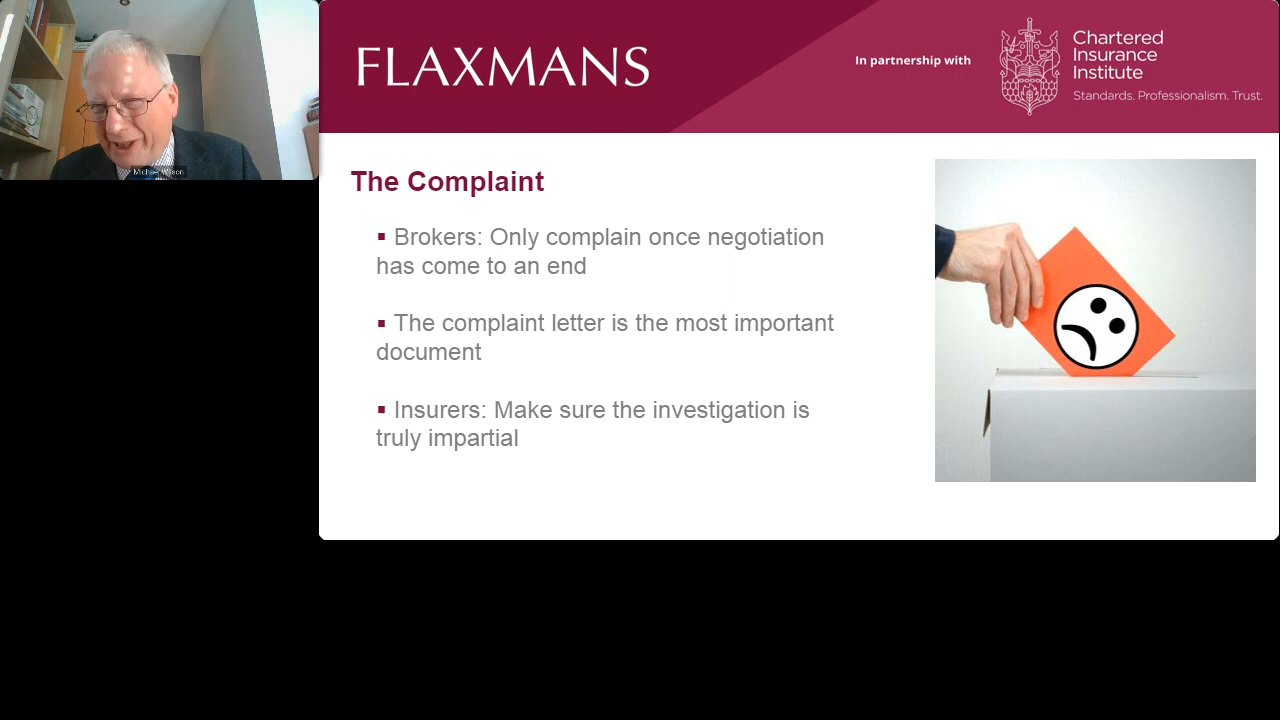 Michael Wilson
FLAXMANS
In partnership with
Chartered
Insurance
Institute
Standards. Professionalism. Trust.
The Complaint
▪ Brokers: Only complain once negotiation
has come to an end
▪ The complaint letter is the most important
document
▪ Insurers: Make sure the investigation is
truly impartial